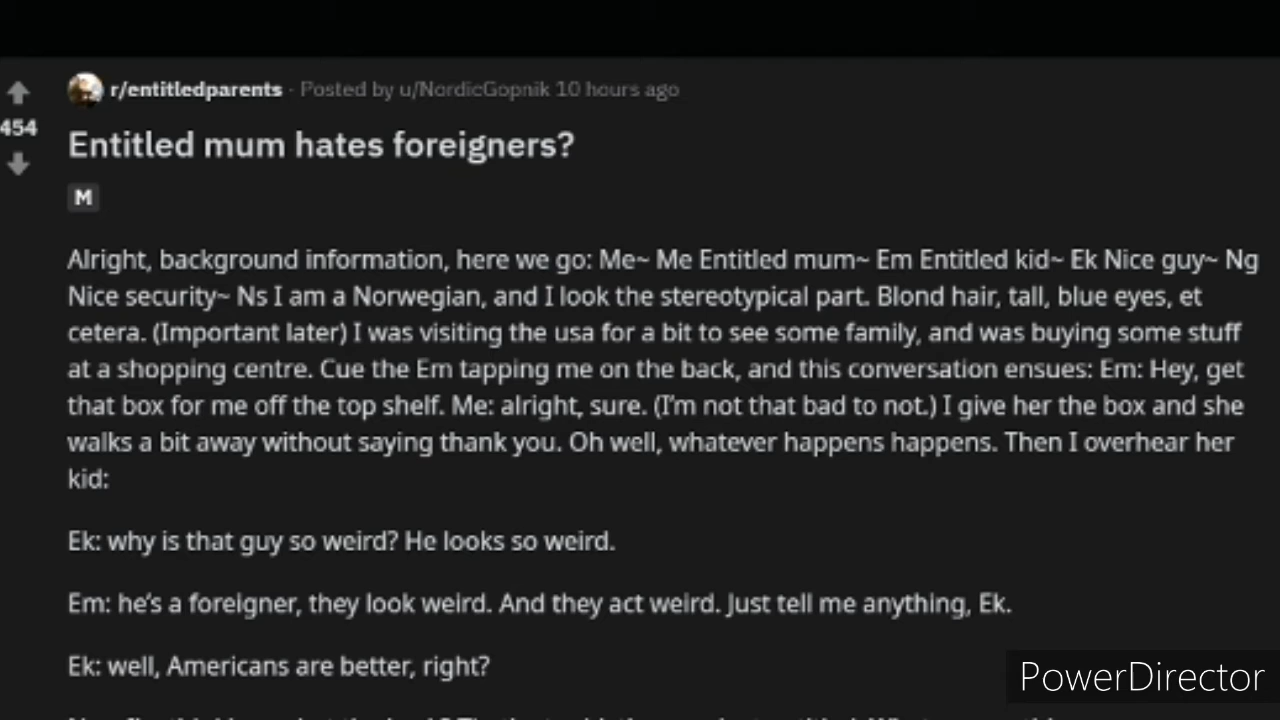 r/entitledparents · Posted by u/NordicGopnik 10 hours ago
454
Entitled mum hates foreigners?
M
Alright, background information, here we go: Me~ Me Entitled mum~ Em Entitled kid~ Ek Nice guy~ Ng
Nice security~ Ns I am a Norwegian, and I look the stereotypical part. Blond hair, tall, blue eyes, et
cetera. (Important later) I was visiting the usa for a bit to see some family, and was buying some stuff
at a shopping centre. Cue the Em tapping me on the back, and this conversation ensues: Em: Hey, get
that box for me off the top shelf. Me: alright, sure. (I'm not that bad to not.) I give her the box and she
walks a bit away without saying thank you. Oh well, whatever happens happens. Then I overhear her
kid:
Ek: why is that guy so weird? He looks so weird.
Em: he's a foreigner, they look weird. And they act weird. Just tell me anything, Ek.
Ek: well, Americans are better, right?
PowerDirector